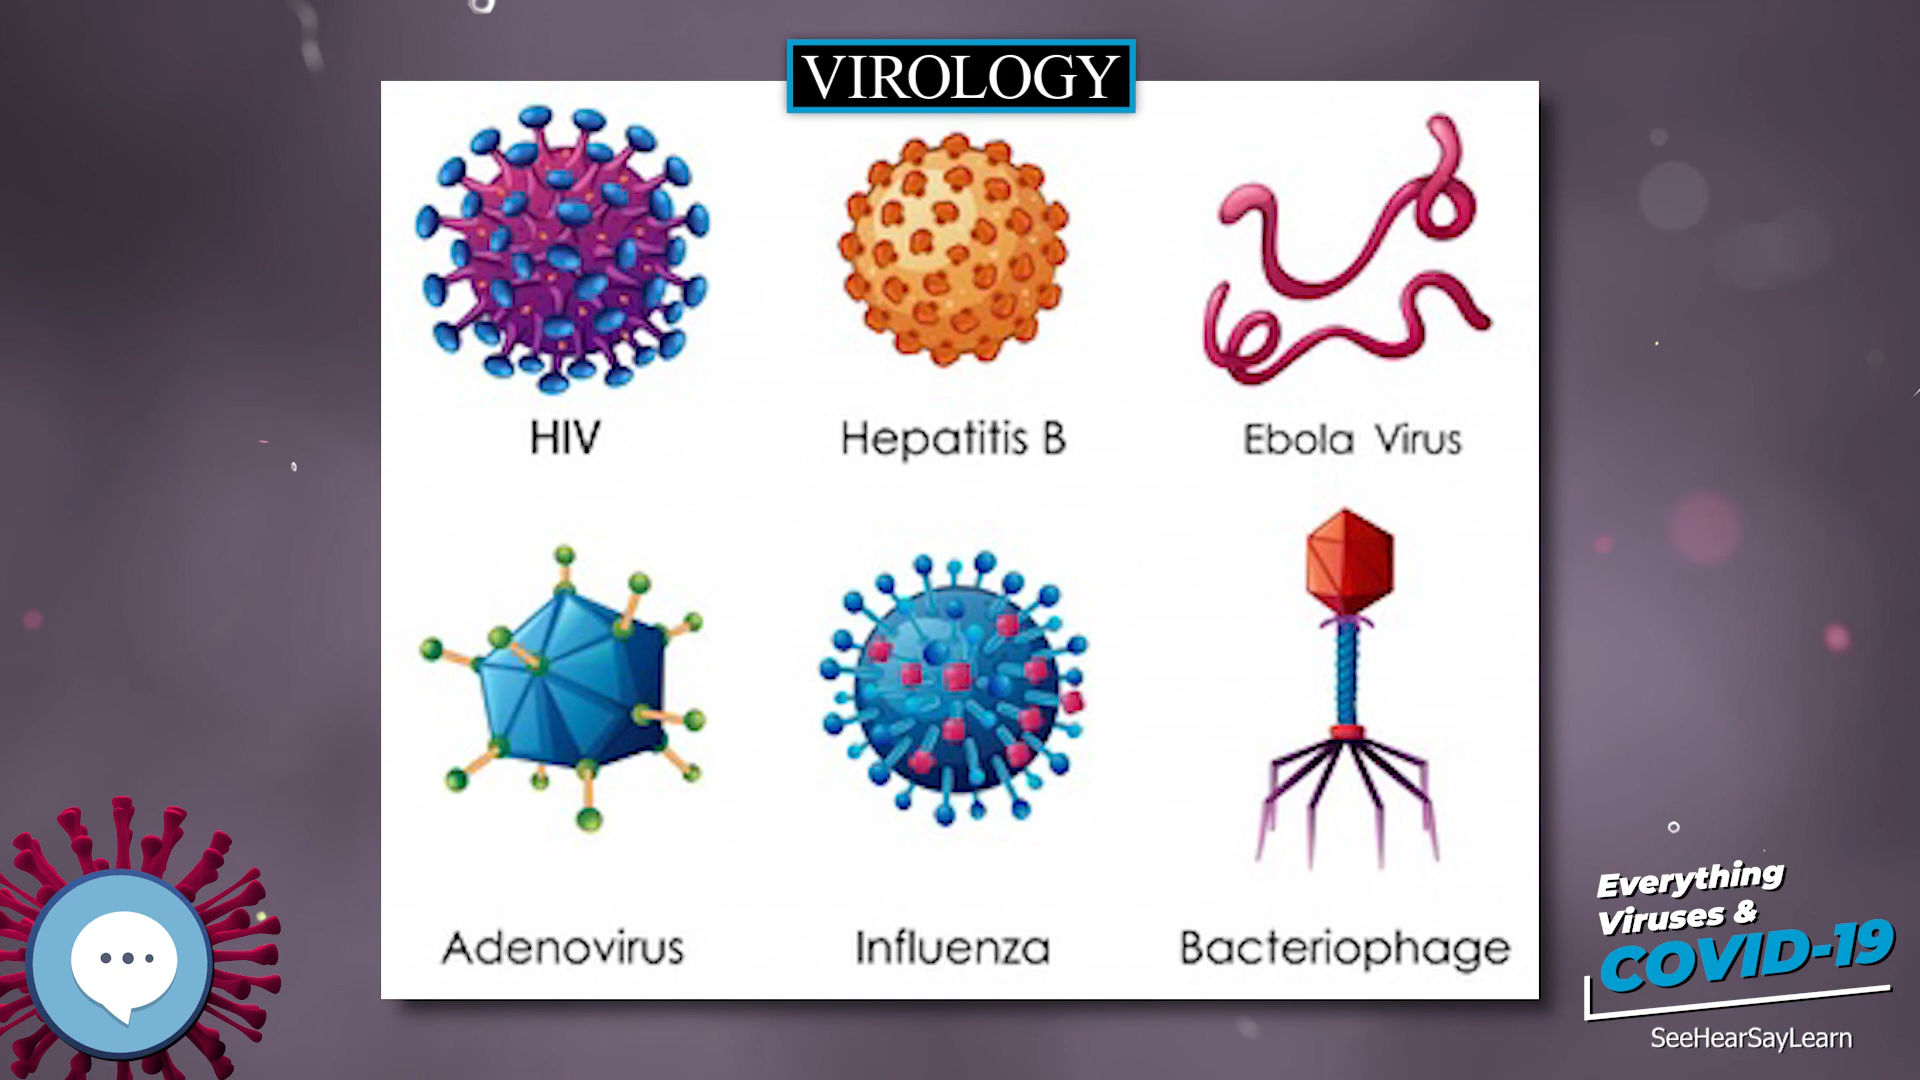 VIROLOGY
HIV
Hepatitis B
Ebola Virus
Adenovirus
Influenza
Bacteriophage
Everything
Viruses &
COVID-19
SeeHearSayLearn